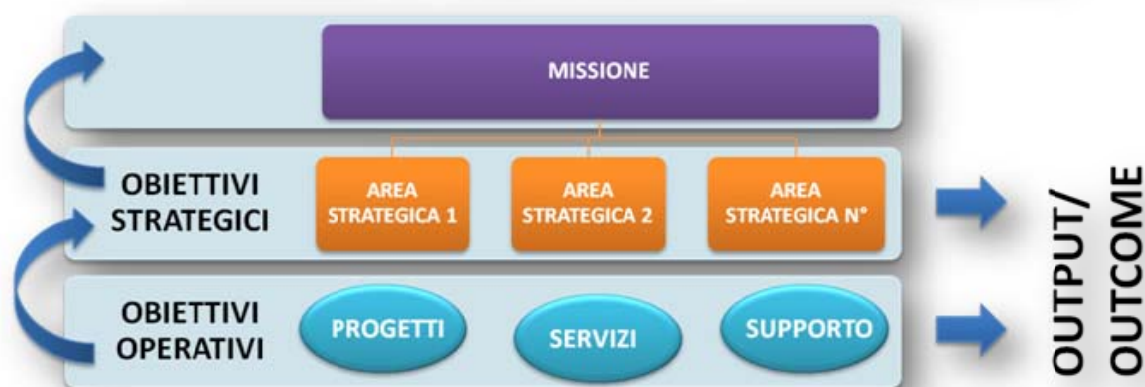 MISSIONE
OBIETTIVI
STRATEGICI
AREA
STRATEGICA 1
AREA
STRATEGICA 2
AREA
STRATEGICA N°
OBIETTIVI
OPERATIVI
PROGETTI
SERVIZI
SUPPORTO
OUTPUT/
OUTCOME